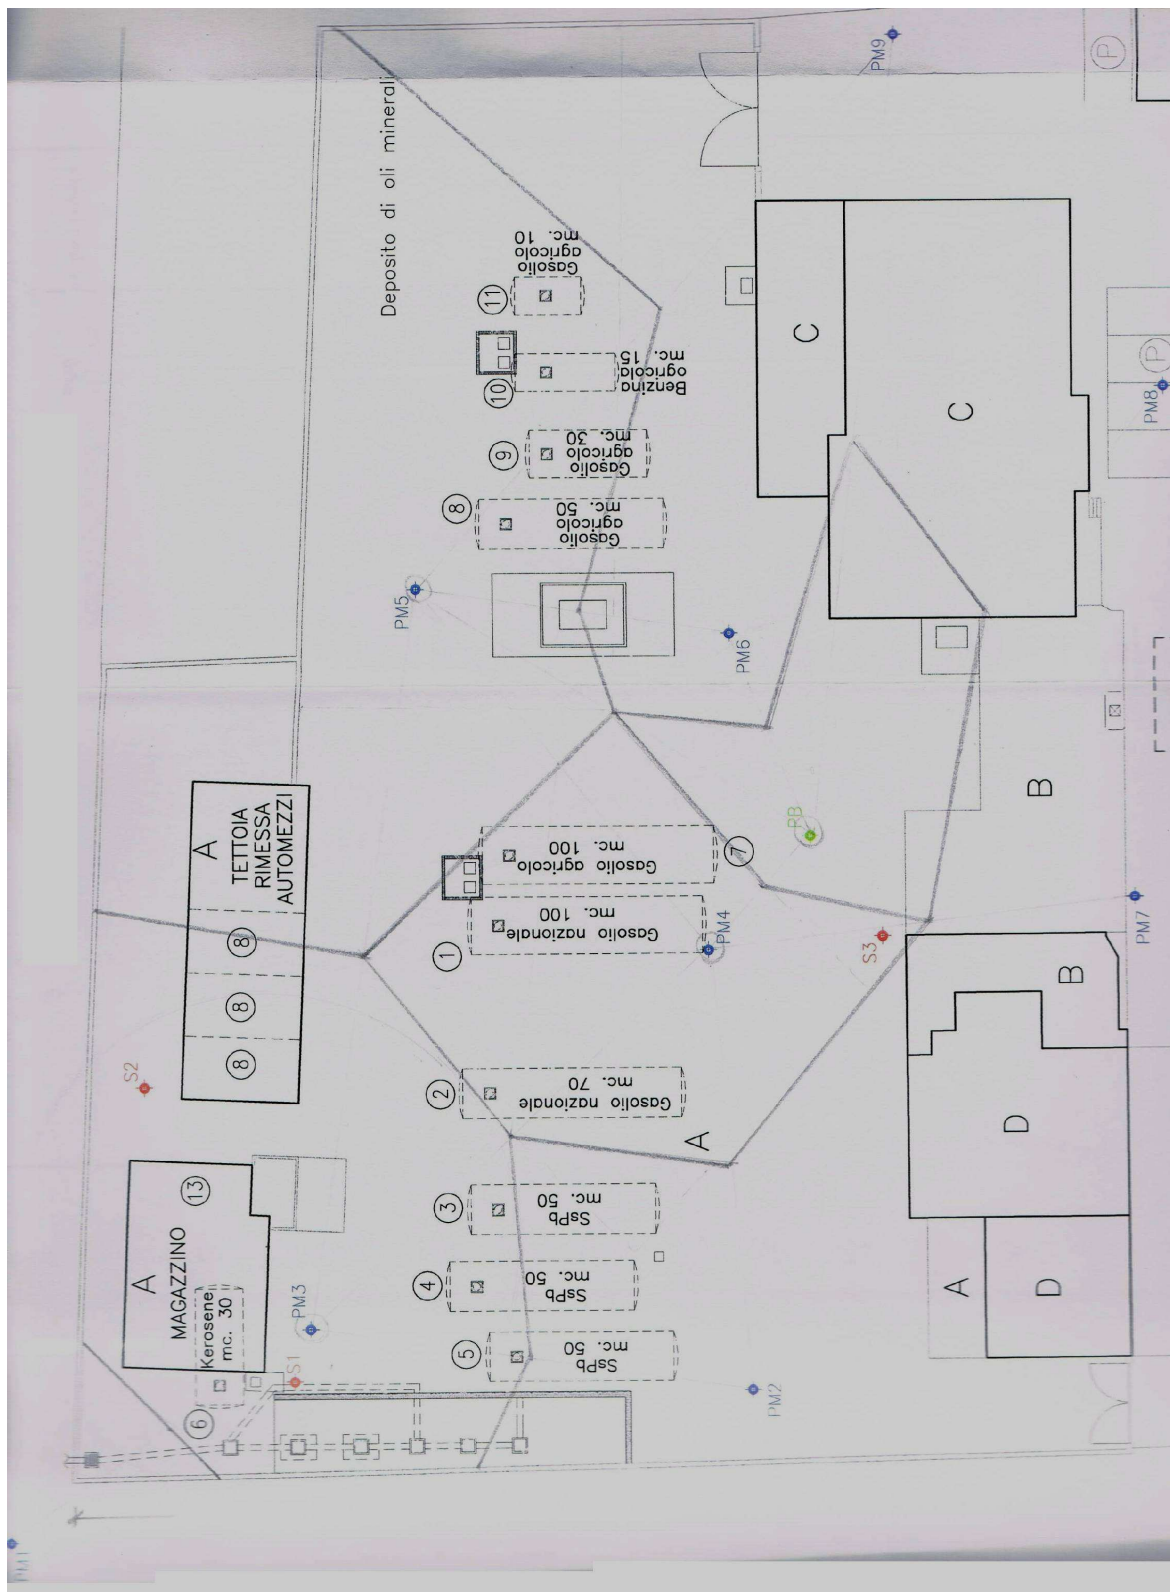 PM9
P
Deposito di oli minerali
Gasolio
agricolo
mc. 10
11
Benzina
ogricola
mc. 15
10
Gasolio
agricolo
mc. 30
9
Gasolio
agricolo
mc. 50
8
C
C
P
PM8
PM5
PM6
A
TETTOIA
RIMESSA
AUTOMEZZI
8
8
8
Gasolio agricolo
mc. 100
7
Gasolio nazionale
mc. 100
1
PM4
RB
S3
B
B
PM7
S2
Gasolio nazionale
mc. 70
2
A
D
SsPb
mc. 50
3
SsPb
mc. 50
4
SsPb
mc. 50
5
A
MAGAZZINO
13
Kerosene
mc. 30
6
PM3
S1
PM2
A
D
PM1